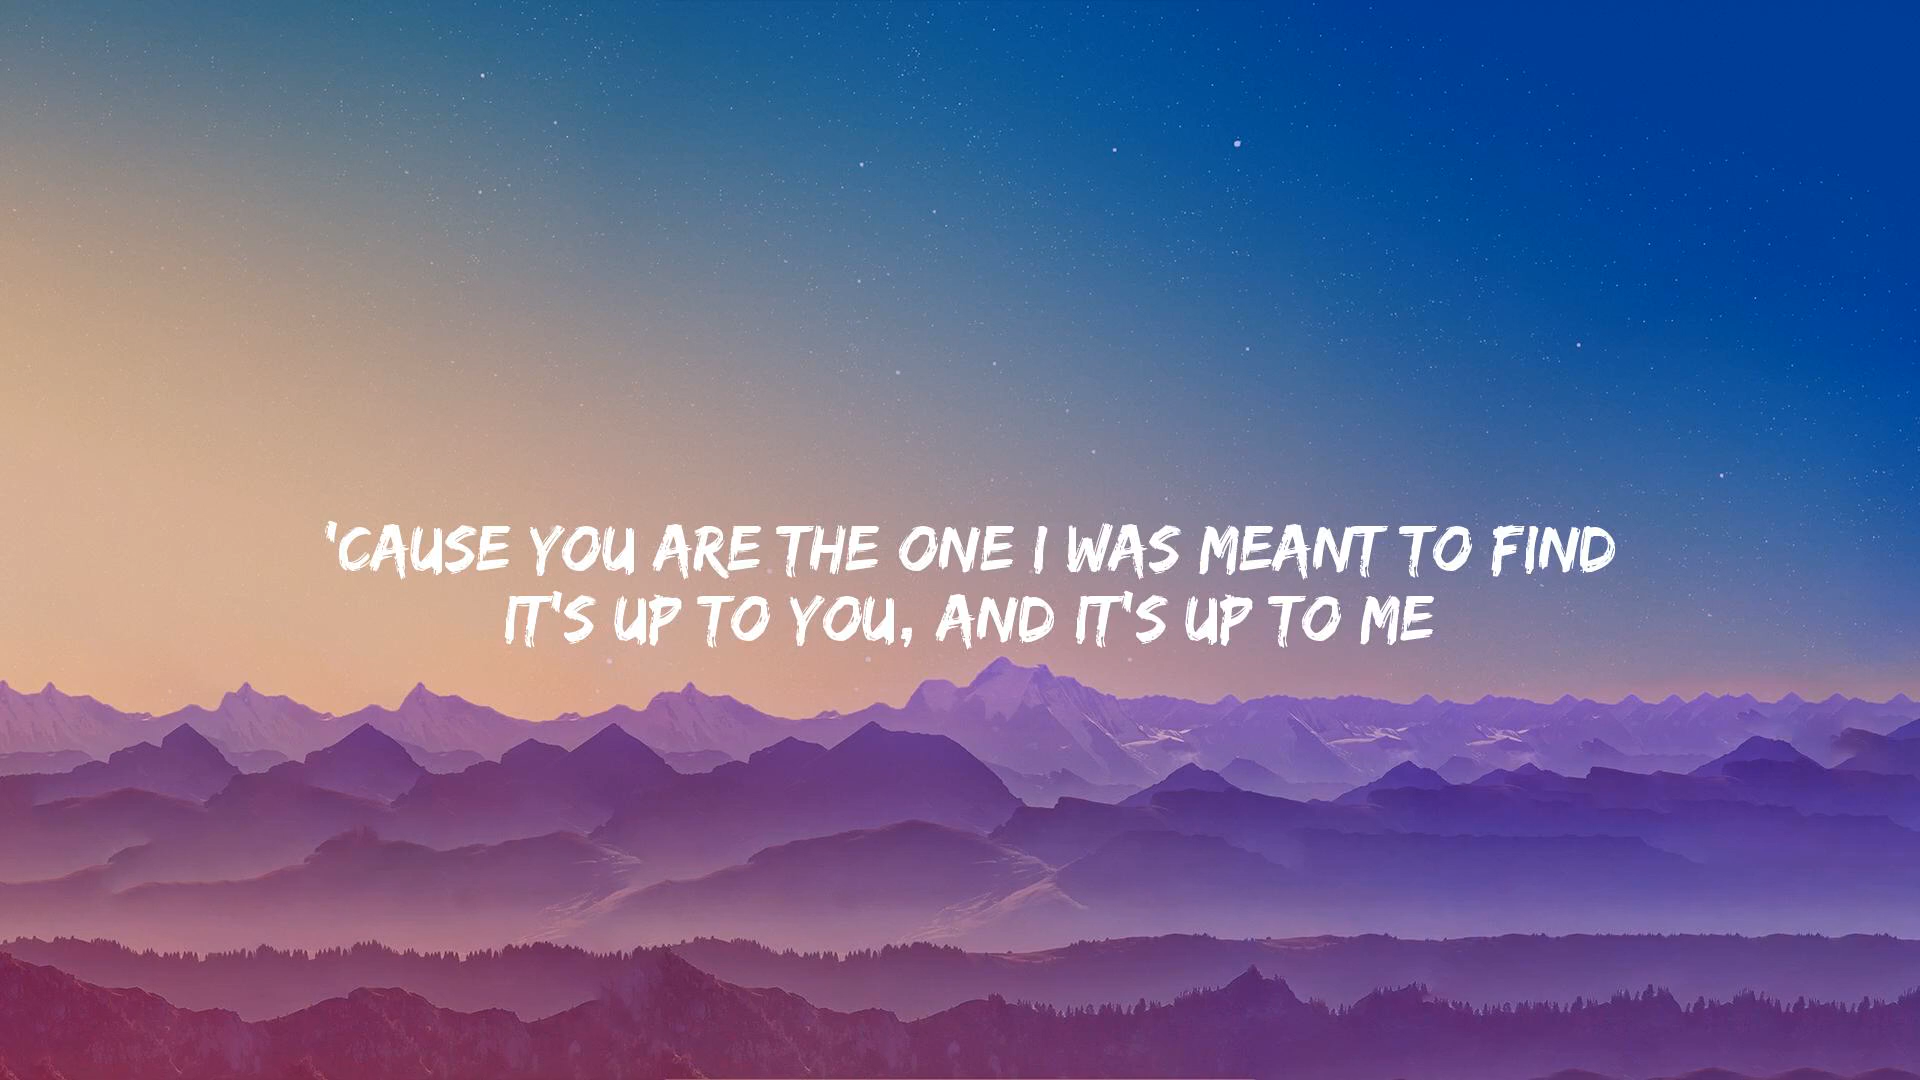 'CAUSE YOU ARE THE ONE I WAS MEANT TO FIND
IT'S UP TO YOU, AND IT'S UP TO ME